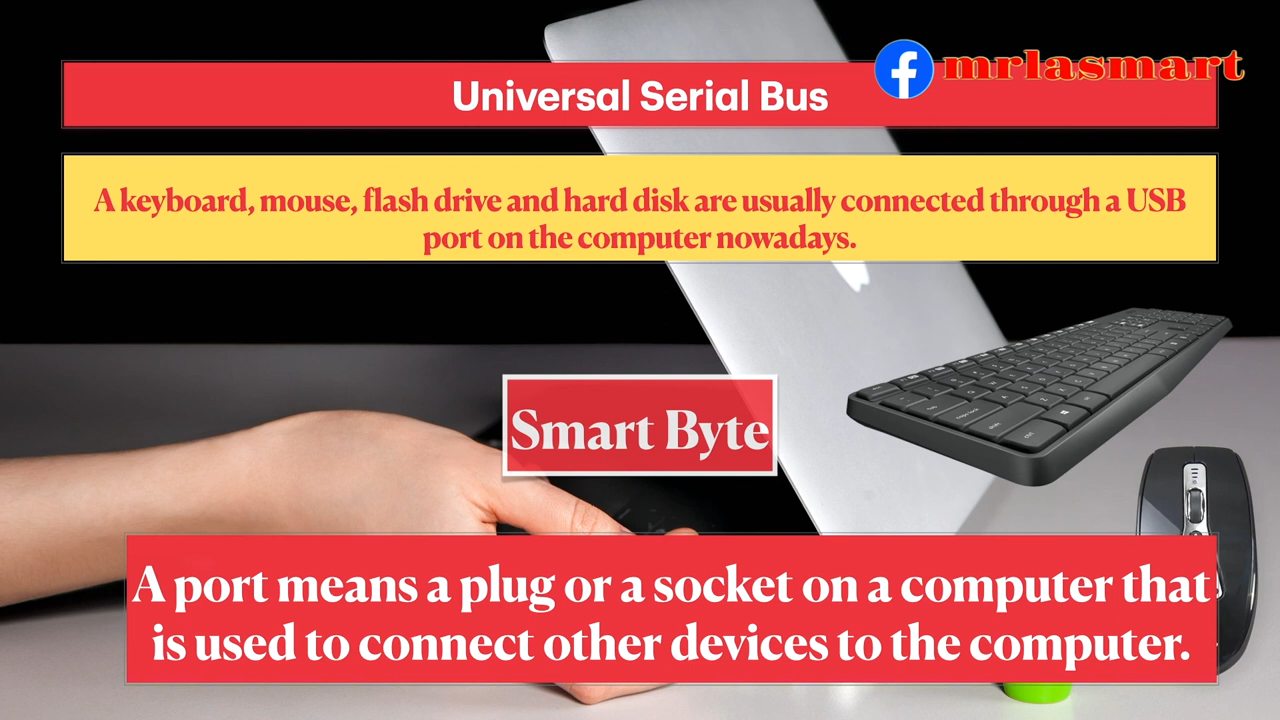 Universal Serial Bus
mrlasmart
A keyboard, mouse, flash drive and hard disk are usually connected through a USB
port on the computer nowadays.
Smart Byte
A port means a plug or a socket on a computer that
is used to connect other devices to the computer.